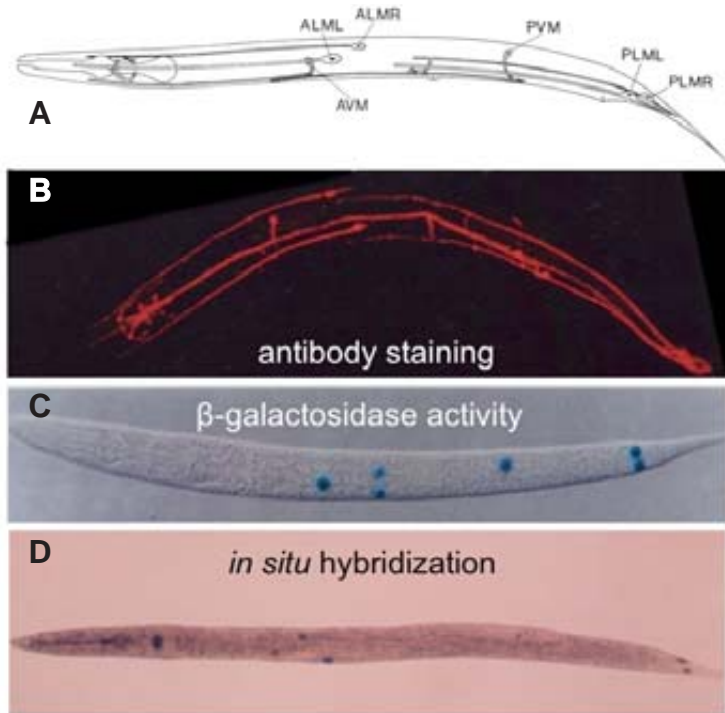 ALMR
ALML
PVM
PLML
PLMR
AVM
A
B
antibody staining
C
β-galactosidase activity
D
in situ hybridization